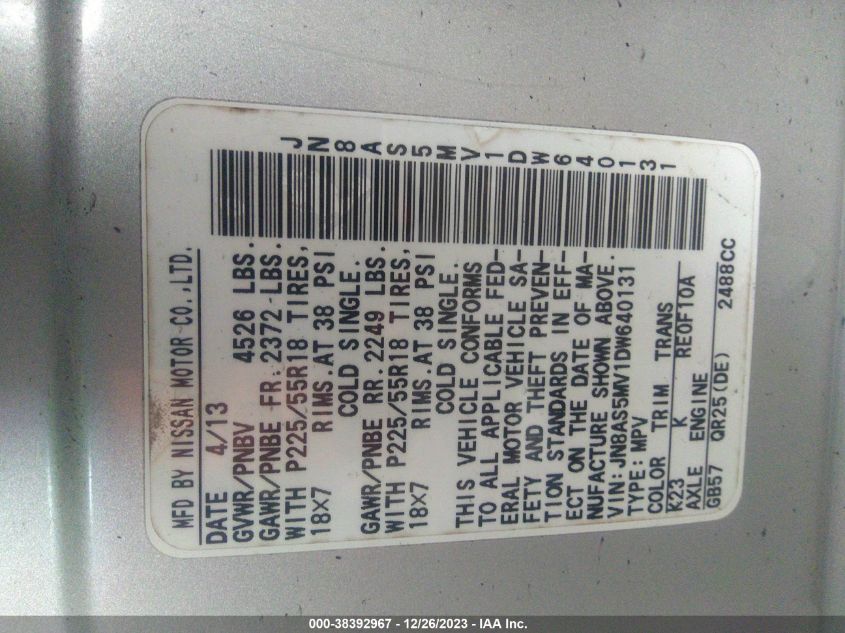 MFD BY NISSAN MOTOR CO.,LTD.
JN8AS5MV1DW640131
DATE 4/13
GVWR/PNBV 4526 LBS.
GAWR/PNBE FR. 2372 LBS.
WITH P225/55R18 TIRES,
18X7 RIMS.AT 38 PSI
COLD SINGLE.
GAWR/PNBE RR. 2249 LBS.
WITH P225/55R18 TIRES,
18X7 RIMS.AT 38 PSI
COLD SINGLE.
THIS VEHICLE CONFORMS
TO ALL APPLICABLE FED-
ERAL MOTOR VEHICLE SA-
FETY AND THEFT PREVEN-
TION STANDARDS IN EFF-
ECT ON THE DATE OF MA-
NUFACTURE SHOWN ABOVE.
VIN: JN8AS5MV1DW640131
TYPE: MPV
COLOR TRIM TRANS
K23 K RE0F10A
AXLE ENGINE
GB57 QR25(DE) 2488CC
000-38392967 - 12/26/2023 - IAA Inc.